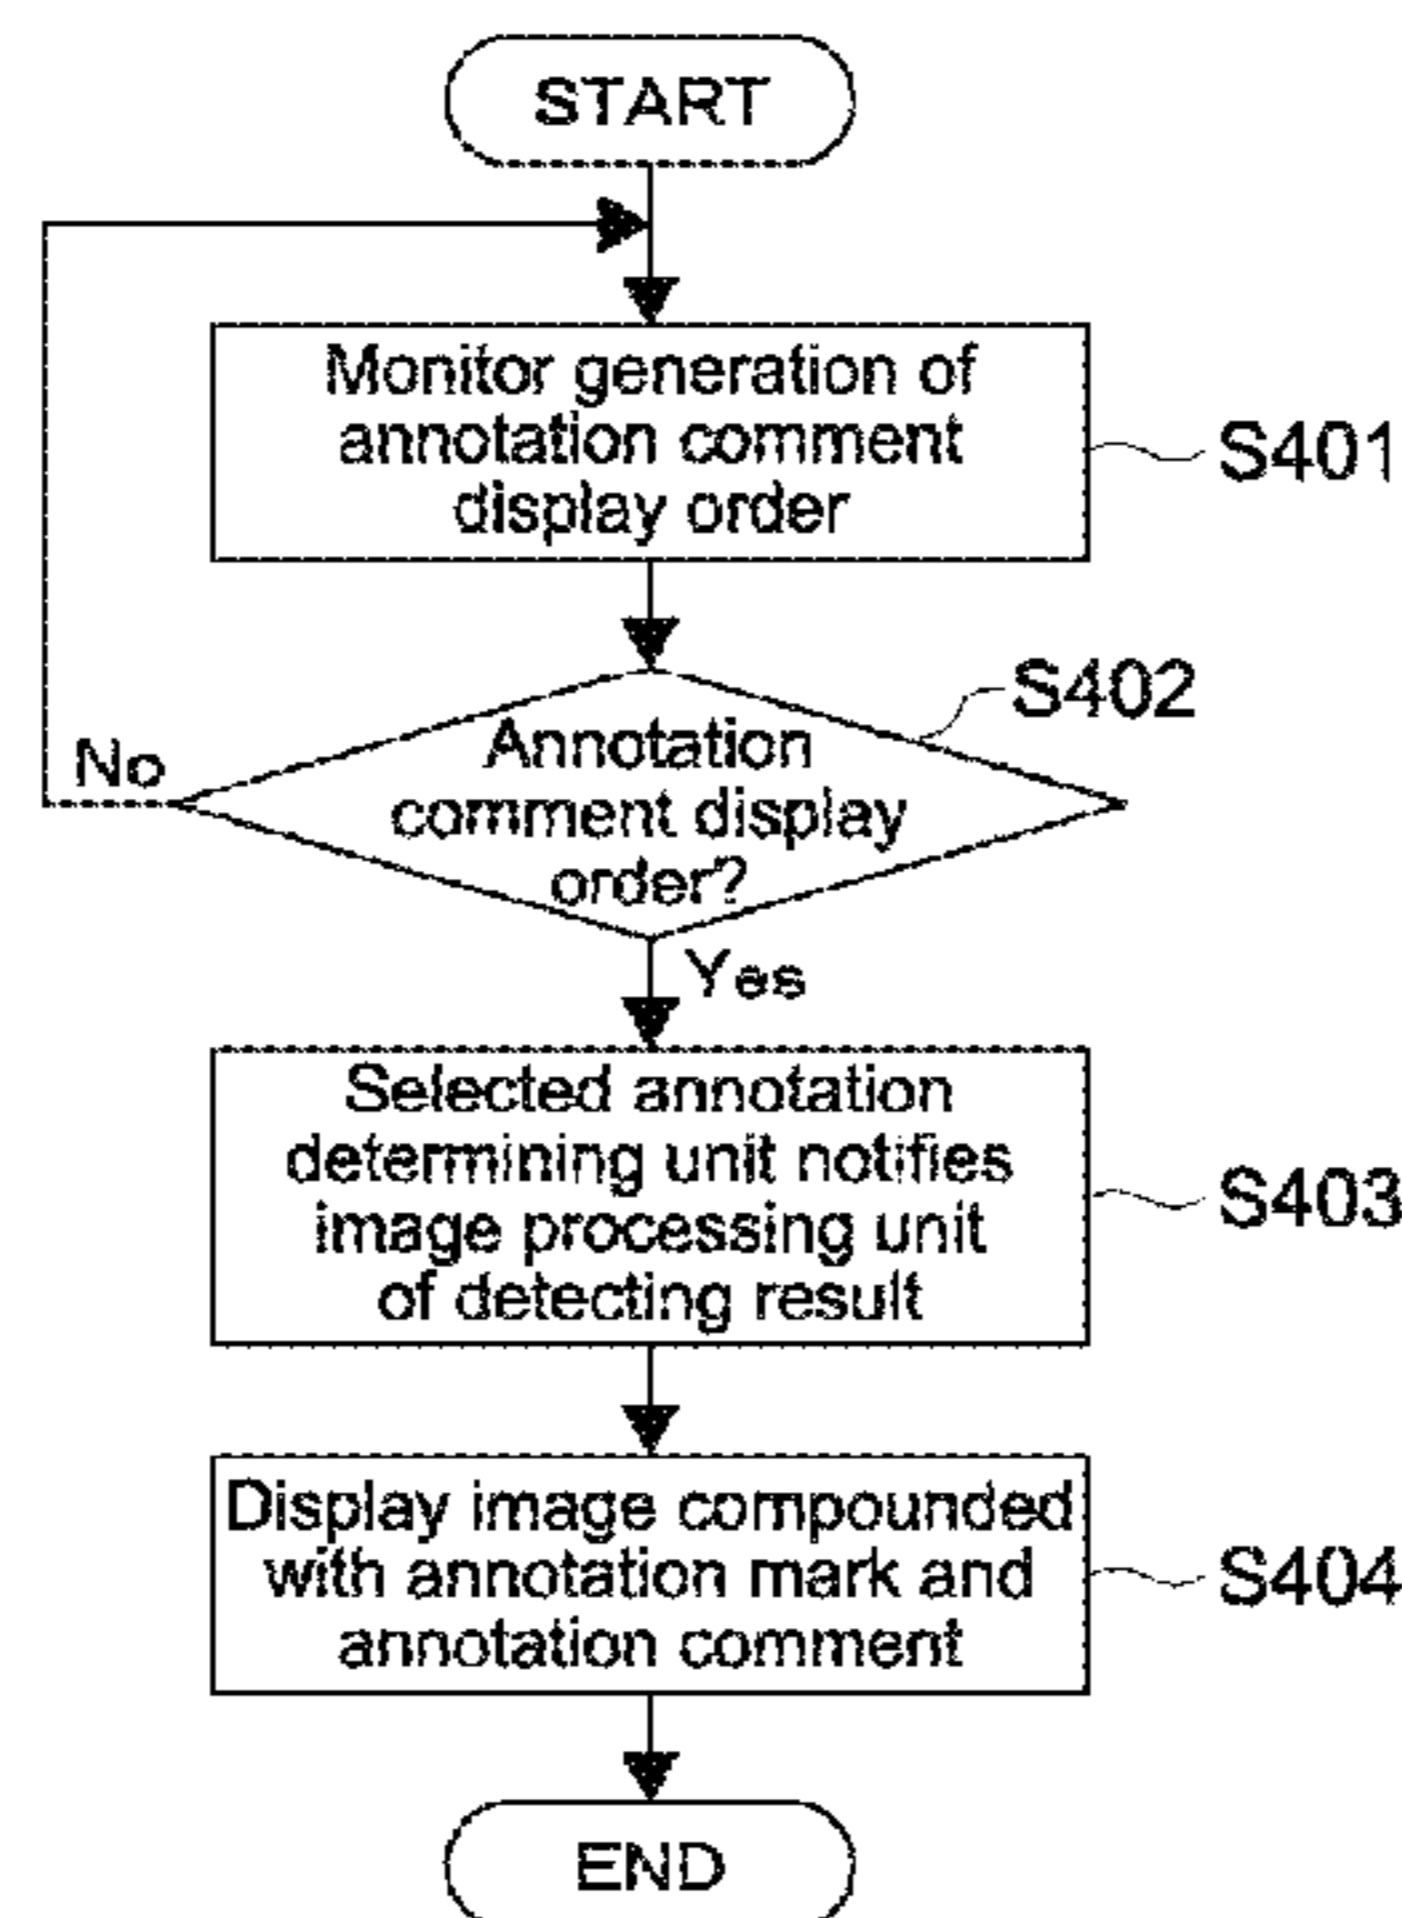 START
Monitor generation of
annotation comment
display order
S401
S402
Annotation
comment display
order?
No
Yes
Selected annotation
determining unit notifies
image processing unit
of detecting result
S403
Display image compounded
with annotation mark and
annotation comment
S404
END